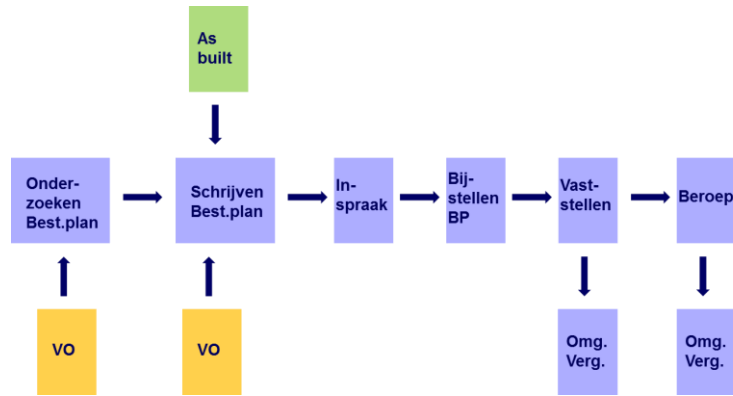 As
built
Onder-
zoeken
Best.plan
Schrijven
Best.plan
In-
spraak
Bij-
stellen
BP
Vast-
stellen
Beroep
VO
VO
Omg.
Verg.
Omg.
Verg.